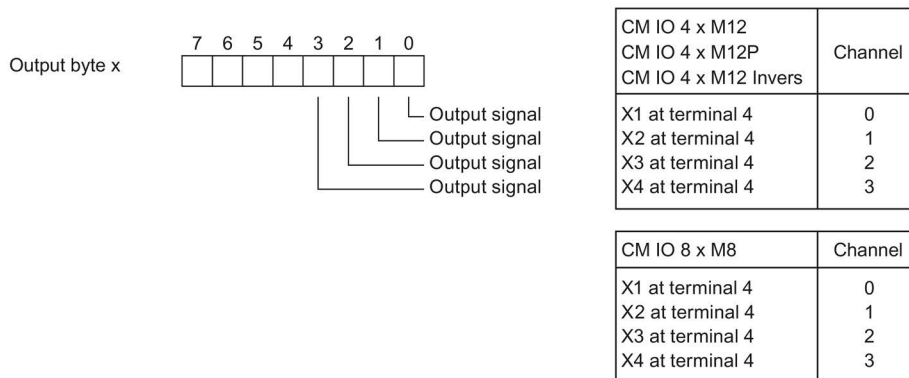 7 6 5 4 3 2 1 0
Output byte x
Output signal
Output signal
Output signal
Output signal
CM IO 4 x M12
CM IO 4 x M12P
CM IO 4 x M12 Invers
Channel
X1 at terminal 4 0
X2 at terminal 4 1
X3 at terminal 4 2
X4 at terminal 4 3
CM IO 8 x M8 Channel
X1 at terminal 4 0
X2 at terminal 4 1
X3 at terminal 4 2
X4 at terminal 4 3